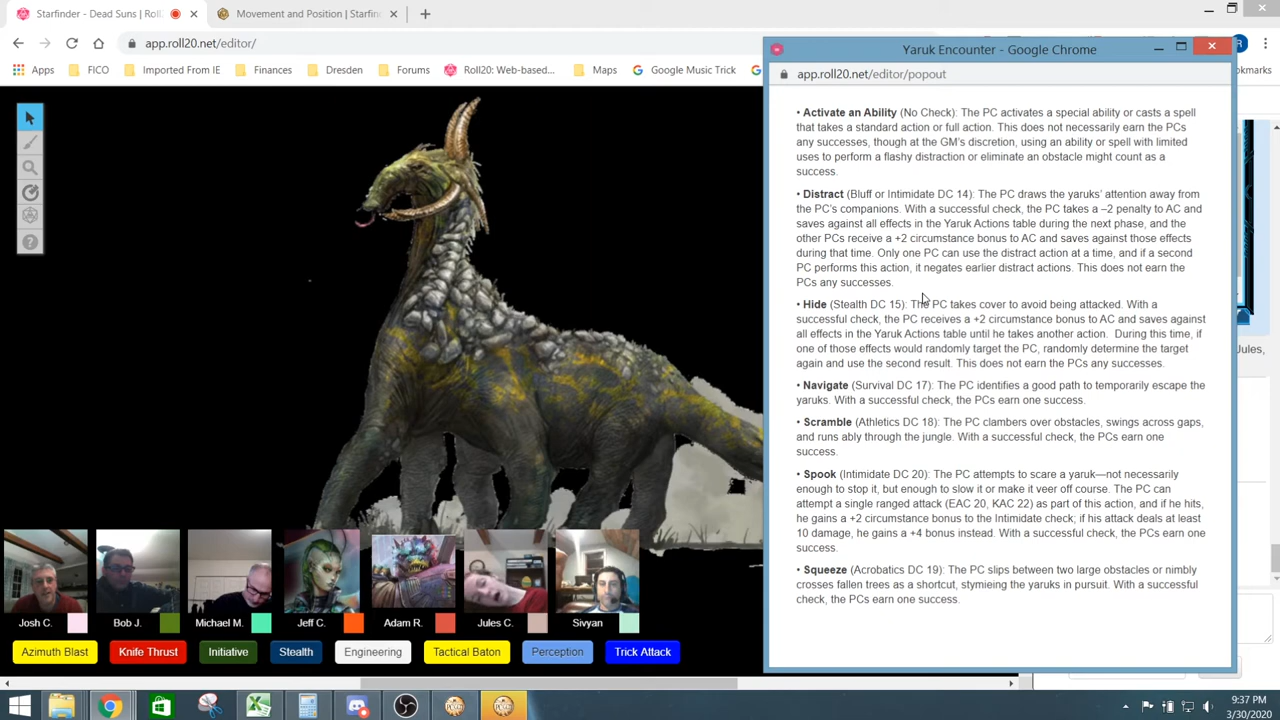 Starfinder - Dead Suns | Roll
Movement and Position | Starfin
app.roll20.net/editor/
Apps
FICO
Imported From IE
Finances
Dresden
Forums
Roll20: Web-based...
Maps
Google Music Trick
okmarks
Yaruk Encounter - Google Chrome
app.roll20.net/editor/popout
• Activate an Ability (No Check): The PC activates a special ability or casts a spell
that takes a standard action or full action. This does not necessarily earn the PCs
any successes, though at the GM's discretion, using an ability or spell with limited
uses to perform a flashy distraction or eliminate an obstacle might count as a
success.
• Distract (Bluff or Intimidate DC 14): The PC draws the yaruks' attention away from
the PC's companions. With a successful check, the PC takes a –2 penalty to AC and
saves against all effects in the Yaruk Actions table during the next phase, and the
other PCs receive a +2 circumstance bonus to AC and saves against those effects
during that time. Only one PC can use the distract action at a time, and if a second
PC performs this action, it negates earlier distract actions. This does not earn the
PCs any successes.
• Hide (Stealth DC 15): The PC takes cover to avoid being attacked. With a
successful check, the PC receives a +2 circumstance bonus to AC and saves against
all effects in the Yaruk Actions table until he takes another action. During this time, if
one of those effects would randomly target the PC, randomly determine the target
again and use the second result. This does not earn the PCs any successes.
• Navigate (Survival DC 17): The PC identifies a good path to temporarily escape the
yaruks. With a successful check, the PCs earn one success.
• Scramble (Athletics DC 18): The PC clambers over obstacles, swings across gaps,
and runs ably through the jungle. With a successful check, the PCs earn one
success.
• Spook (Intimidate DC 20): The PC attempts to scare a yaruk—not necessarily
enough to stop it, but enough to slow it or make it veer off course. The PC can
attempt a single ranged attack (EAC 20, KAC 22) as part of this action, and if he hits,
he gains a +2 circumstance bonus to the Intimidate check; if his attack deals at least
10 damage, he gains a +4 bonus instead. With a successful check, the PCs earn one
success.
• Squeeze (Acrobatics DC 19): The PC slips between two large obstacles or nimbly
crosses fallen trees as a shortcut, stymieing the yaruks in pursuit. With a successful
check, the PCs earn one success.
Jules,
Josh C.
Bob J.
Michael M.
Jeff C.
Adam R.
Jules C.
Sivyan
Azimuth Blast
Knife Thrust
Initiative
Stealth
Engineering
Tactical Baton
Perception
Trick Attack
9:37 PM
3/30/2020